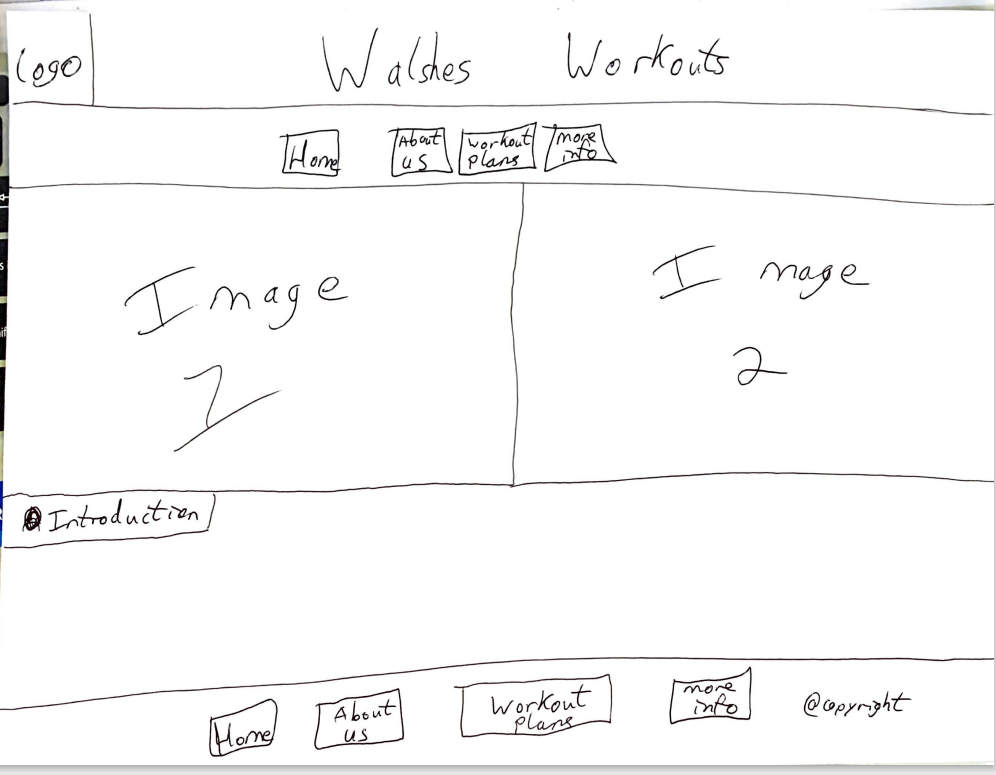 Logo
Walshes Workouts
Home
About
us
workout
plans
more
info
Image
1
Image
2
Introduction
Home
About
us
Workout
plans
more
info
@copyright